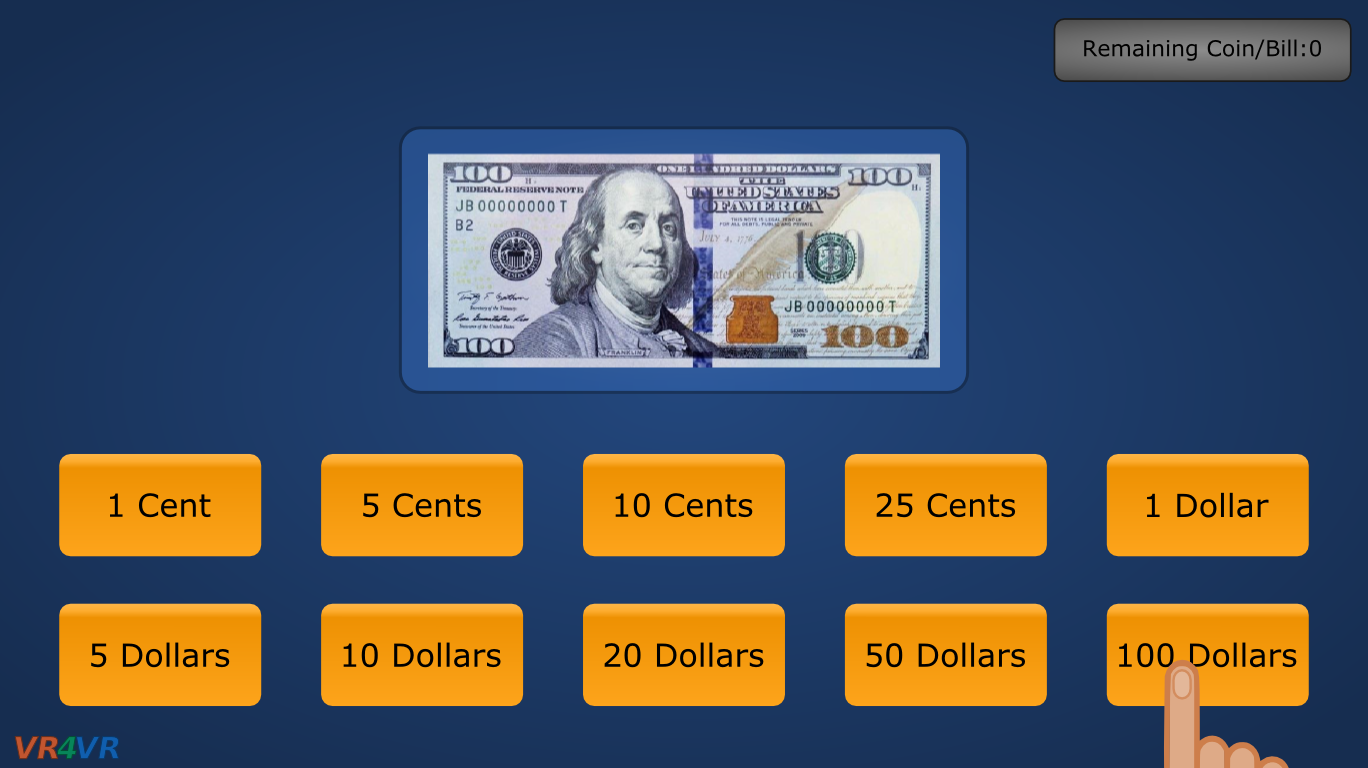 Remaining Coin/Bill:0
100
ONE HUNDRED DOLLARS
100
FEDERAL RESERVE NOTE
THE
UNITED STATES
OF AMERICA
JB 00000000 T
B2
THIS NOTE IS LEGAL TENDER
FOR ALL DEBTS, PUBLIC AND PRIVATE
JULY 4, 1776
JB 00000000 T
100
FRANKLIN
100
1 Cent
5 Cents
10 Cents
25 Cents
1 Dollar
5 Dollars
10 Dollars
20 Dollars
50 Dollars
100 Dollars
VR4VR